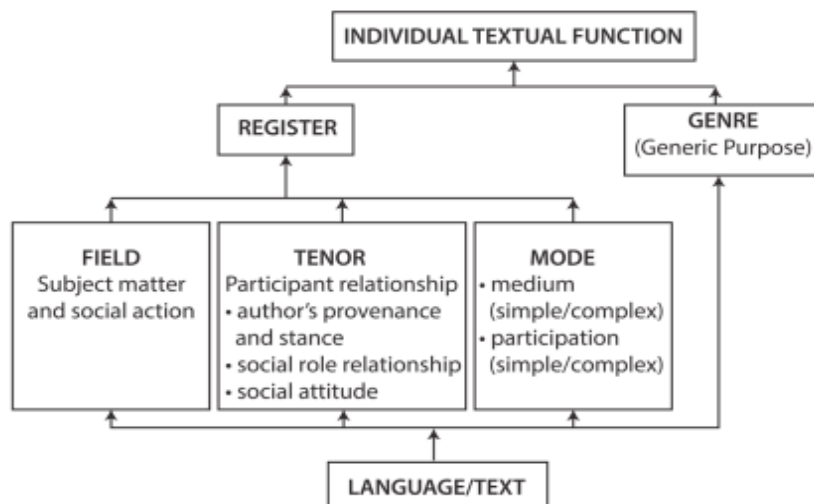 INDIVIDUAL TEXTUAL FUNCTION
REGISTER
GENRE
(Generic Purpose)
FIELD
Subject matter
and social action
TENOR
Participant relationship
• author's provenance
and stance
• social role relationship
• social attitude
MODE
• medium
(simple/complex)
• participation
(simple/complex)
LANGUAGE/TEXT